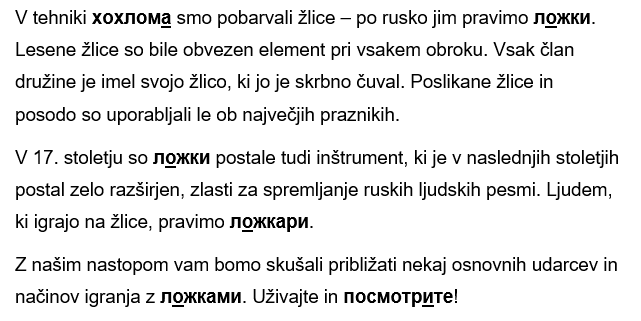 V tehniki хохлома smo pobarvali žlice – po rusko jim pravimo ложки.
Lesene žlice so bile obvezen element pri vsakem obroku. Vsak član
družine je imel svojo žlico, ki jo je skrbno čuval. Poslikane žlice in
posodo so uporabljali le ob največjih praznikih.
V 17. stoletju so ложки postale tudi inštrument, ki je v naslednjih stoletjih
postal zelo razširjen, zlasti za spremljanje ruskih ljudskih pesmi. Ljudem,
ki igrajo na žlice, pravimo ложкари.
Z našim nastopom vam bomo skušali približati nekaj osnovnih udarcev in
načinov igranja z ложками. Uživajte in посмотрите!